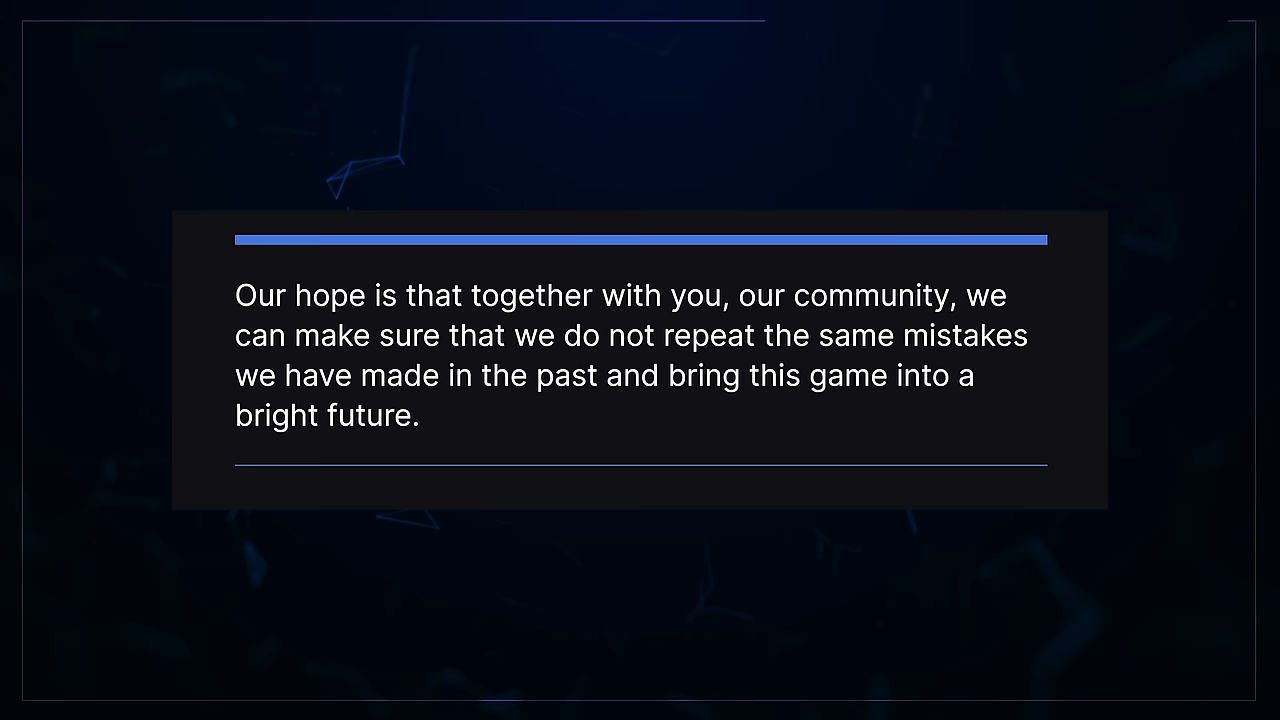 Our hope is that together with you, our community, we
can make sure that we do not repeat the same mistakes
we have made in the past and bring this game into a
bright future.